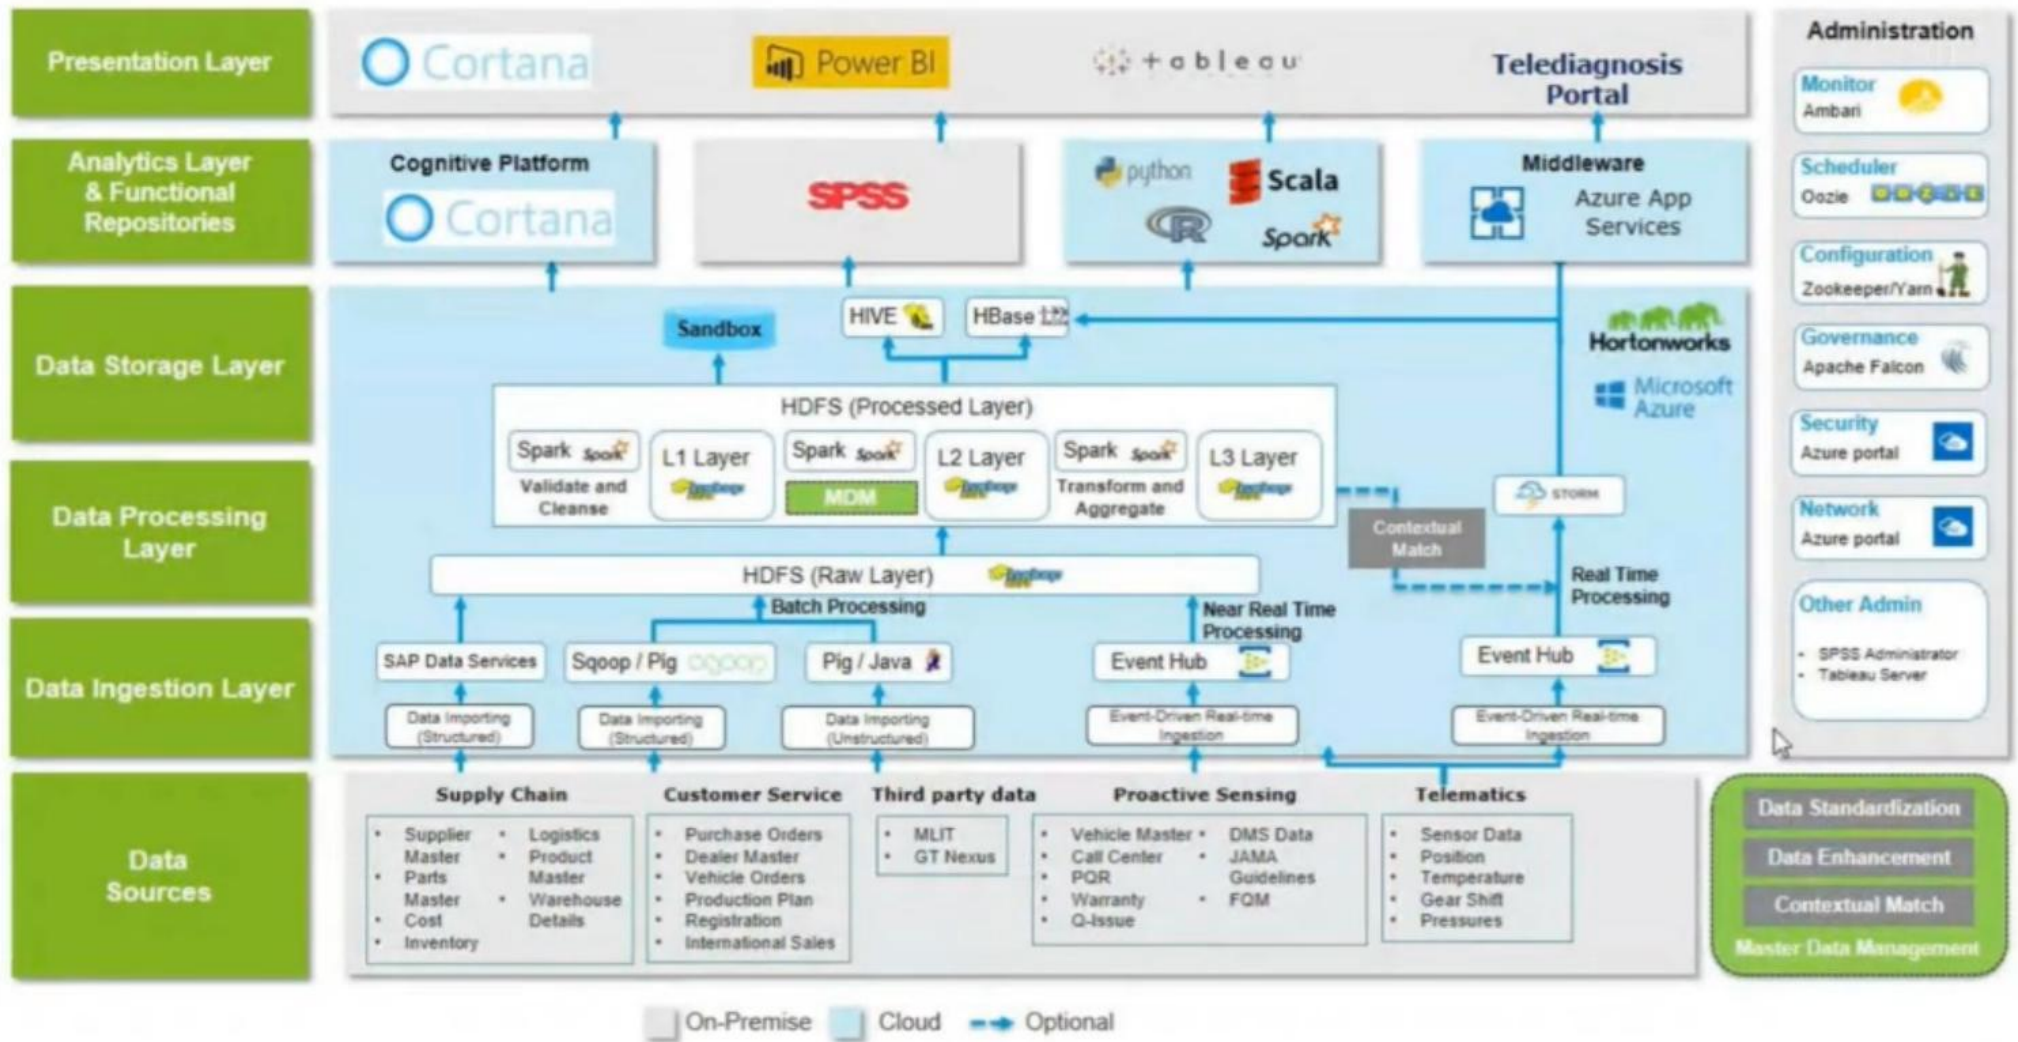 Presentation Layer
Cortana
Power BI
+ a b l e a u
Telediagnosis
Portal
Analytics Layer
& Functional
Repositories
Cognitive Platform
Cortana
SPSS
python
Scala
R
Spark
Middleware
Azure App
Services
Data Storage Layer
Sandbox
HIVE
HBase
Hortonworks
Microsoft
Azure
HDFS (Processed Layer)
Spark Spark
Validate and
Cleanse
L1 Layer
hadoop
Spark Spark
MDM
L2 Layer
hadoop
Spark Spark
Transform and
Aggregate
L3 Layer
hadoop
STORM
Data Processing
Layer
Contextual
Match
HDFS (Raw Layer) hadoop
Real Time
Processing
Batch Processing
Near Real Time
Processing
Data Ingestion Layer
SAP Data Services
Sqoop / Pig sqoop
Pig / Java
Event Hub
Event Hub
Data Importing
(Structured)
Data Importing
(Structured)
Data Importing
(Unstructured)
Event-Driven Real-time
Ingestion
Event-Driven Real-time
Ingestion
Data
Sources
Supply Chain
• Supplier
Master
• Parts
Master
• Cost
• Inventory
• Logistics
• Product
Master
• Warehouse
Details
Customer Service
• Purchase Orders
• Dealer Master
• Vehicle Orders
• Production Plan
• Registration
• International Sales
Third party data
• MLIT
• GT Nexus
Proactive Sensing
• Vehicle Master
• Call Center
• PQR
• Warranty
• Q-Issue
• DMS Data
• JAMA
Guidelines
• FQM
Telematics
• Sensor Data
• Position
• Temperature
• Gear Shift
• Pressures
Administration
Monitor
Ambari
Scheduler
Oozie OOZIE
Configuration
Zookeeper/Yarn
Governance
Apache Falcon
Security
Azure portal
Network
Azure portal
Other Admin
• SPSS Administrator
• Tableau Server
Data Standardization
Data Enhancement
Contextual Match
Master Data Management
On-Premise
Cloud
Optional